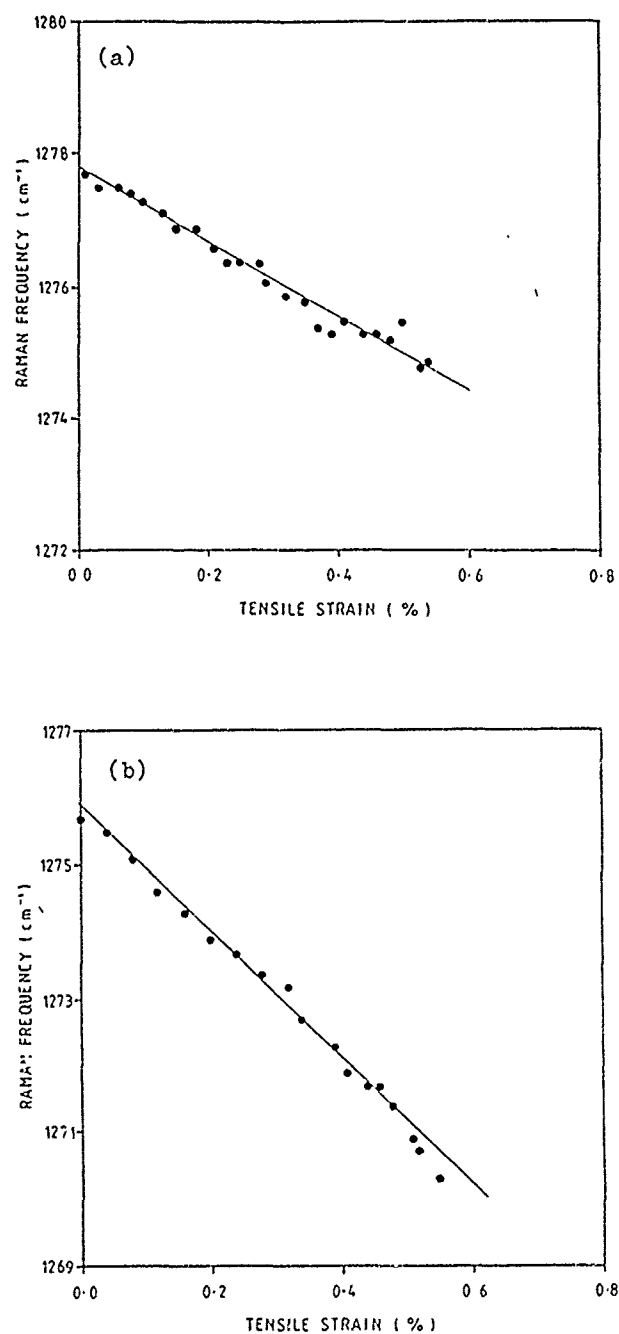 1280
(a)
1278
1276
1274
1272
RAMAN FREQUENCY ( cm⁻¹)
0·0 0·2 0·4 0·6 0·8
TENSILE STRAIN ( % )
1277
(b)
1275
1273
1271
1269
RAMAN FREQUENCY ( cm⁻¹)
0·0 0·2 0·4 0·6 0·8
TENSILE STRAIN ( % )